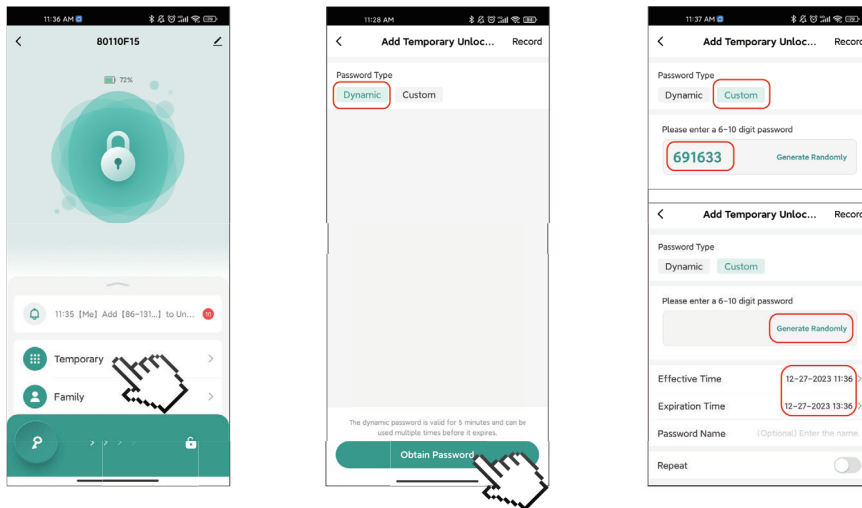 11:36 AM
80110F15
72%
11:35 [Me] Add [86-131...] to Un...
10
Temporary
Family
11:28 AM
Add Temporary Unloc...
Record
Password Type
Dynamic
Custom
The dynamic password is valid for 5 minutes and can be
used multiple times before it expires.
Obtain Password
11:37 AM
Add Temporary Unloc...
Record
Password Type
Dynamic
Custom
Please enter a 6-10 digit password
691633
Generate Randomly
Add Temporary Unloc...
Record
Password Type
Dynamic
Custom
Please enter a 6-10 digit password
Generate Randomly
Effective Time
12-27-2023 11:36
Expiration Time
12-27-2023 13:36
Password Name
(Optional) Enter the name.
Repeat